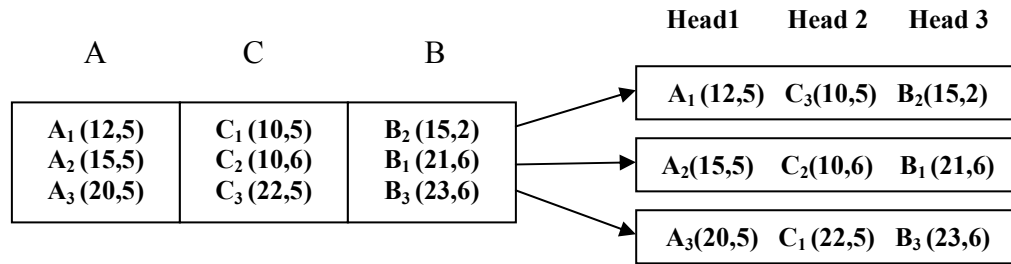 Head1 Head 2 Head 3
A C B
A₁ (12,5) C₃(10,5) B₂(15,2)
A₁ (12,5) C₁ (10,5) B₂ (15,2)
A₂ (15,5) C₂ (10,6) B₁ (21,6)
A₃ (20,5) C₃ (22,5) B₃ (23,6)
A₂(15,5) C₂(10,6) B₁ (21,6)
A₃(20,5) C₁ (22,5) B₃ (23,6)